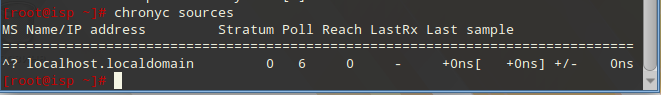 [root@isp ~]# chronyc sources
MS Name/IP address         Stratum Poll Reach LastRx Last sample
===============================================================================
^? localhost.localdomain         0   6     0     -     +0ns[   +0ns] +/-    0ns
[root@isp ~]#